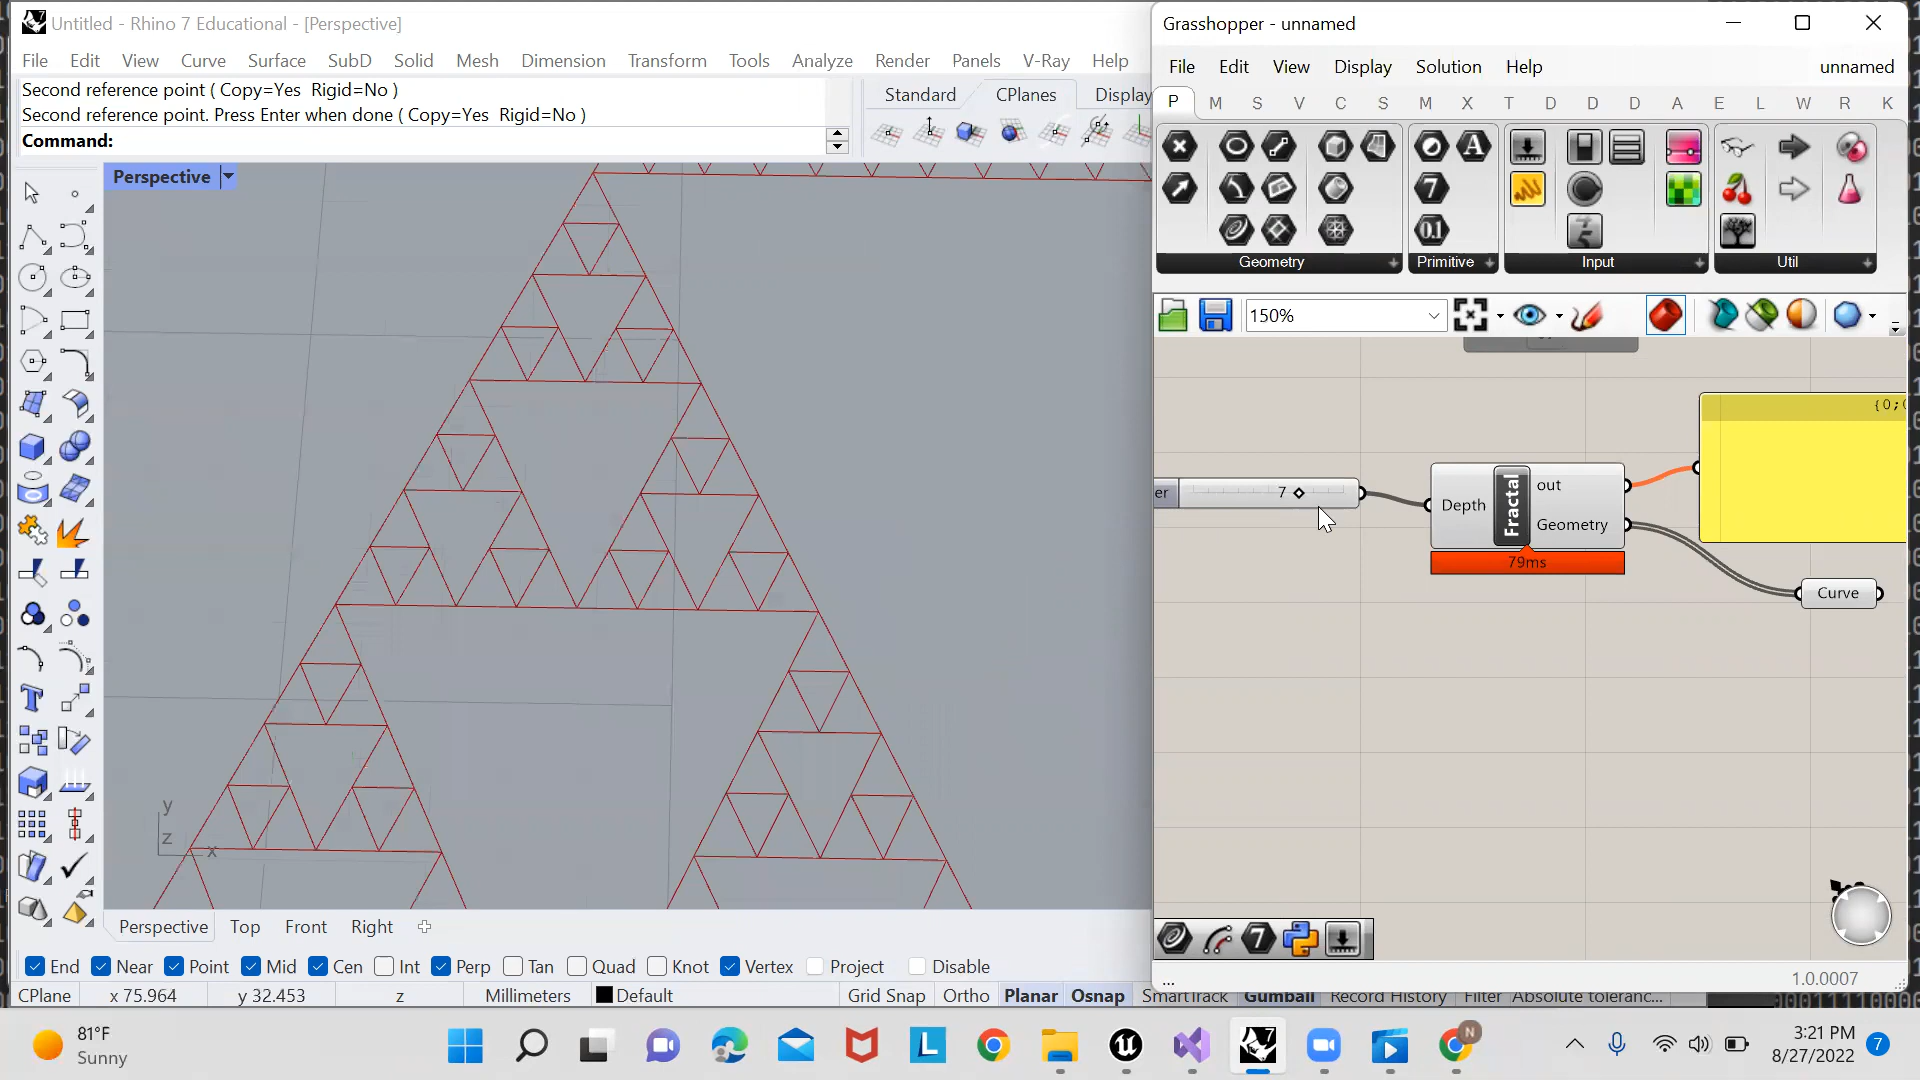 Untitled - Rhino 7 Educational - [Perspective]
File Edit View Curve Surface SubD Solid Mesh Dimension Transform Tools Analyze Render Panels V-Ray Help
Second reference point ( Copy=Yes Rigid=No )
Second reference point. Press Enter when done ( Copy=Yes Rigid=No )
Command:
Standard CPlanes Display
Perspective
y
z
x
Perspective Top Front Right
End Near Point Mid Cen Int Perp Tan Quad Knot Vertex Project Disable
CPlane x 75.964 y 32.453 z Millimeters Default Grid Snap Ortho Planar Osnap SmartTrack Gumball Record History Filter Absolute toleranc...
Grasshopper - unnamed
File Edit View Display Solution Help unnamed
P M S V C S M X T D D D A E L W R K
Geometry Primitive Input Util
150%
{0;
er 7
Depth Fractal out
Geometry
79ms
Curve
... 1.0.0007
81°F
Sunny
3:21 PM
8/27/2022 7